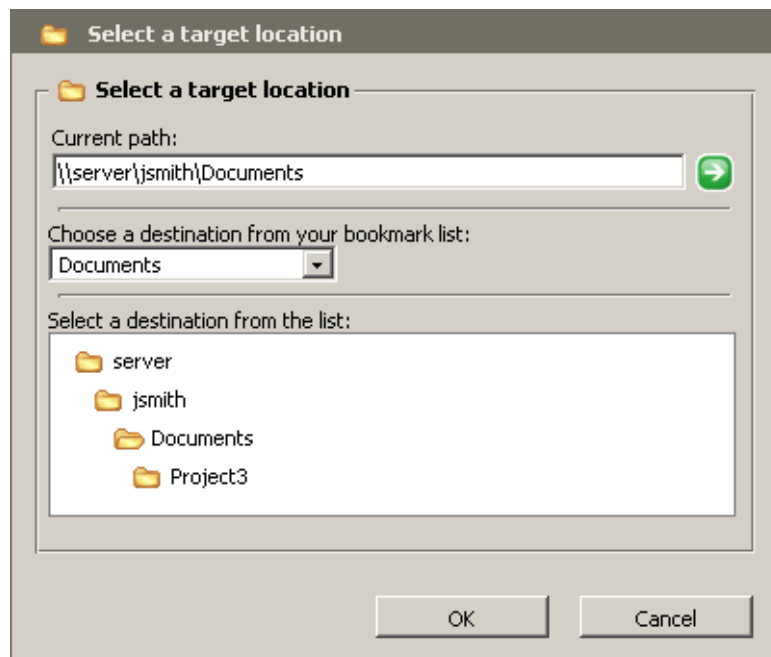 Select a target location
Select a target location
Current path:
\\server\jsmith\Documents
Choose a destination from your bookmark list:
Documents
Select a destination from the list:
server
jsmith
Documents
Project3
OK Cancel